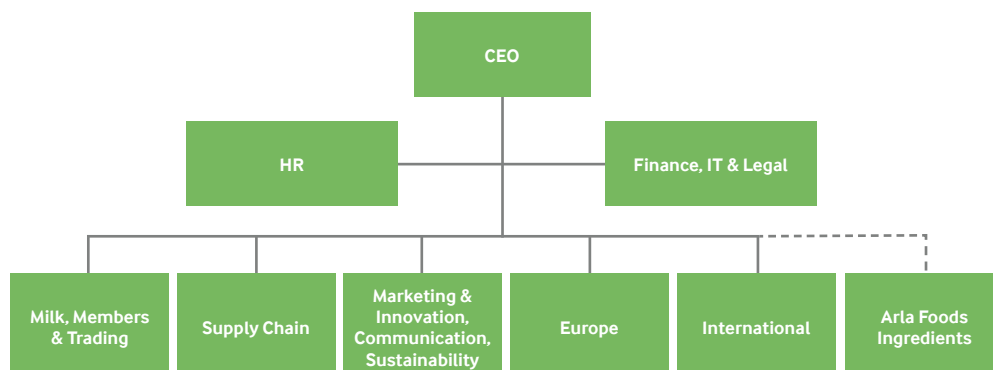 CEO
HR
Finance, IT & Legal
Milk, Members
& Trading
Supply Chain
Marketing &
Innovation,
Communication,
Sustainability
Europe
International
Arla Foods
Ingredients